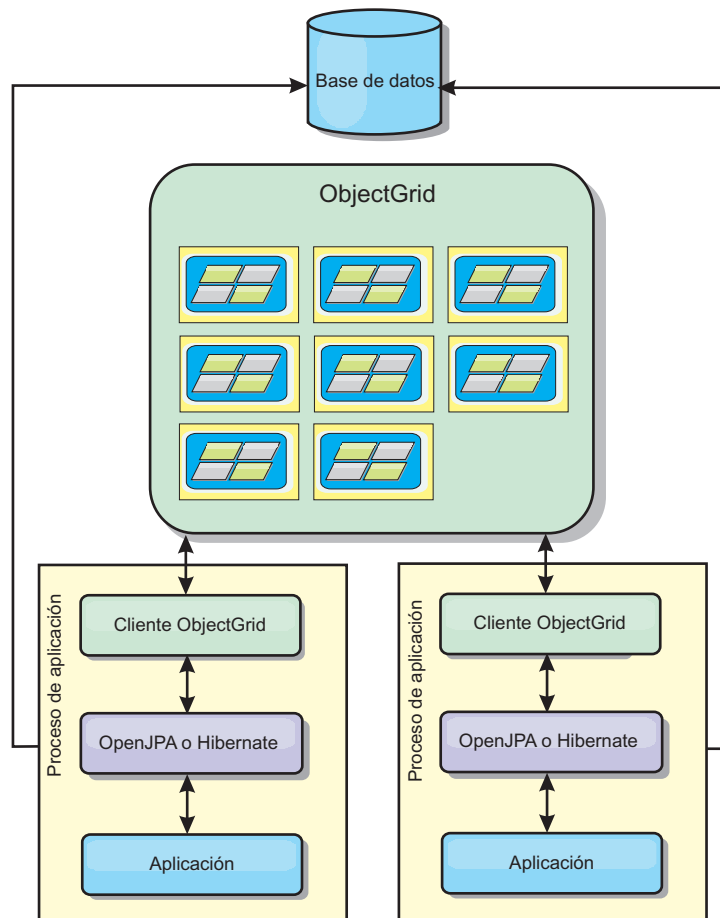 Base de datos
ObjectGrid
Proceso de aplicación
Cliente ObjectGrid
OpenJPA o Hibernate
Aplicación
Proceso de aplicación
Cliente ObjectGrid
OpenJPA o Hibernate
Aplicación